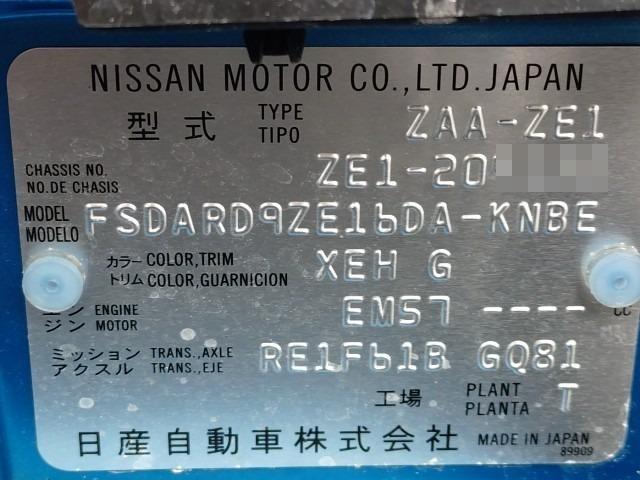 NISSAN MOTOR CO.,LTD.JAPAN
型式 TYPE TIPO ZAA-ZE1
CHASSIS NO. NO.DE CHASIS ZE1-20
MODEL MODELO FSDARD9ZE16DA-KNBE
カラー COLOR,TRIM XEH G
トリム COLOR,GUARNICION
エンジン ENGINE MOTOR EM57 ---- CC
ミッション TRANS.,AXLE RE1F61B GQ81
アクスル TRANS.,EJE
工場 PLANT PLANTA T
日産自動車株式会社 MADE IN JAPAN
89909